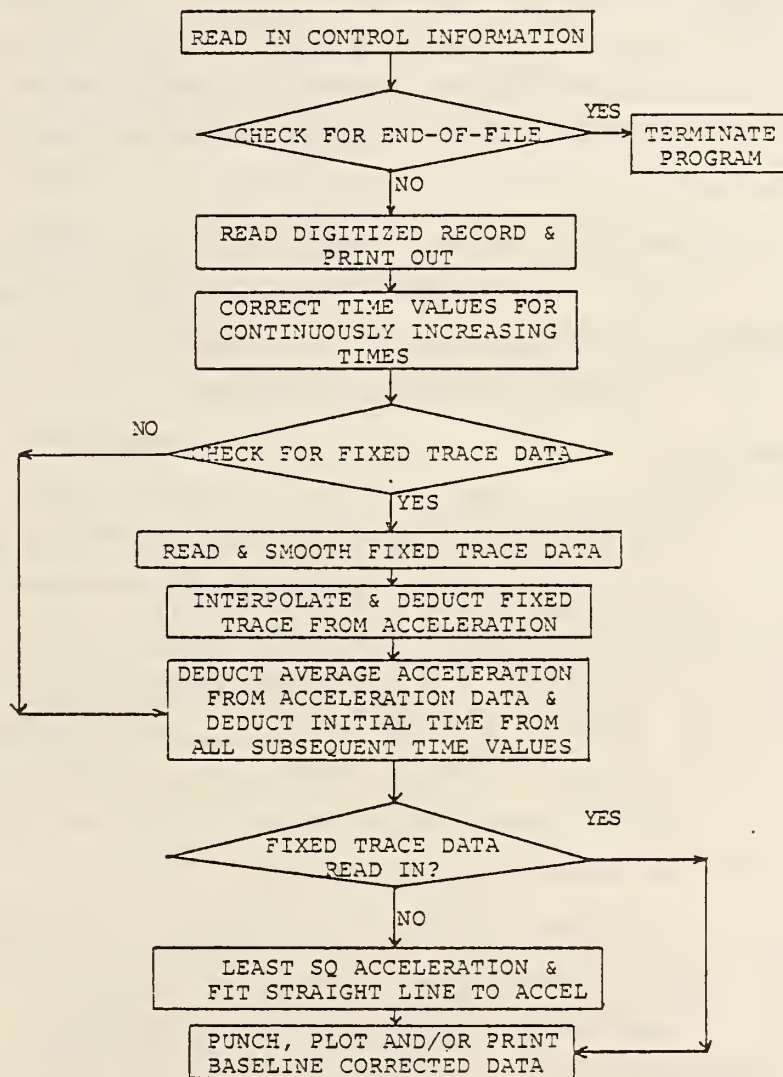 READ IN CONTROL INFORMATION
CHECK FOR END-OF-FILE
YES
TERMINATE
PROGRAM
NO
READ DIGITIZED RECORD &
PRINT OUT
CORRECT TIME VALUES FOR
CONTINUOUSLY INCREASING
TIMES
NO
CHECK FOR FIXED TRACE DATA
YES
READ & SMOOTH FIXED TRACE DATA
INTERPOLATE & DEDUCT FIXED
TRACE FROM ACCELERATION
DEDUCT AVERAGE ACCELERATION
FROM ACCELERATION DATA &
DEDUCT INITIAL TIME FROM
ALL SUBSEQUENT TIME VALUES
YES
FIXED TRACE DATA
READ IN?
NO
LEAST SQ ACCELERATION &
FIT STRAIGHT LINE TO ACCEL
PUNCH, PLOT AND/OR PRINT
BASELINE CORRECTED DATA